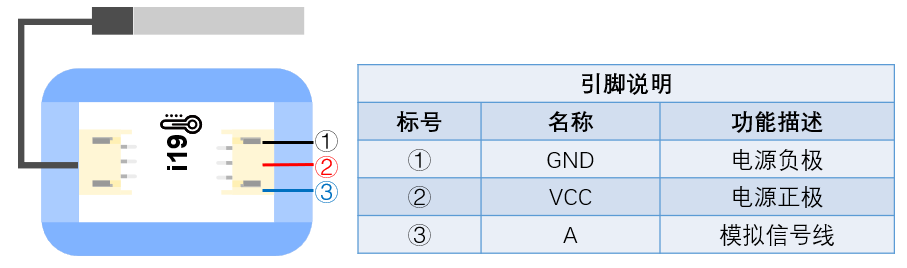 i19
①
②
③
引脚说明
标号 名称 功能描述
① GND 电源负极
② VCC 电源正极
③ A 模拟信号线